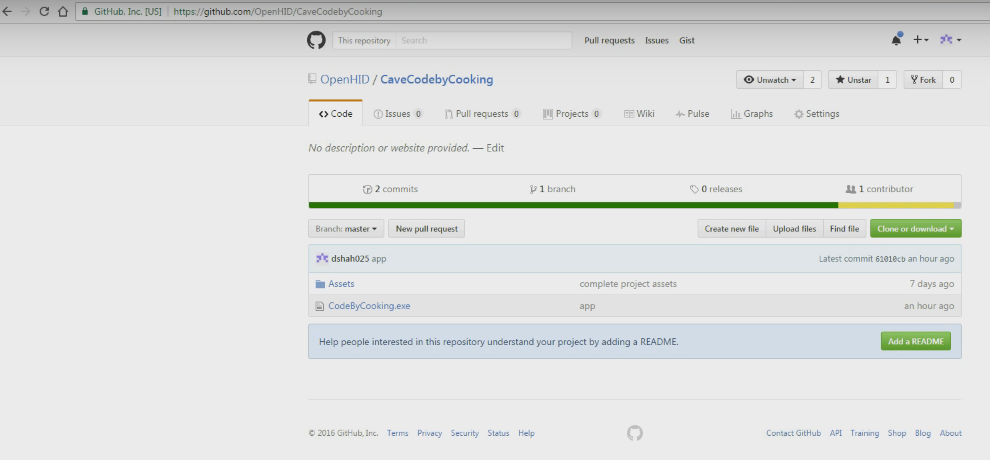 GitHub, Inc. [US] https://github.com/OpenHID/CaveCodebyCooking
This repository Search Pull requests Issues Gist
OpenHID / CaveCodebyCooking Unwatch 2 Unstar 1 Fork 0
Code Issues 0 Pull requests 0 Projects 0 Wiki Pulse Graphs Settings
No description or website provided. — Edit
2 commits 1 branch 0 releases 1 contributor
Branch: master New pull request Create new file Upload files Find file Clone or download
dshah025 app Latest commit 61010cb an hour ago
Assets complete project assets 7 days ago
CodeByCooking.exe app an hour ago
Help people interested in this repository understand your project by adding a README. Add a README
© 2016 GitHub, Inc. Terms Privacy Security Status Help Contact GitHub API Training Shop Blog About